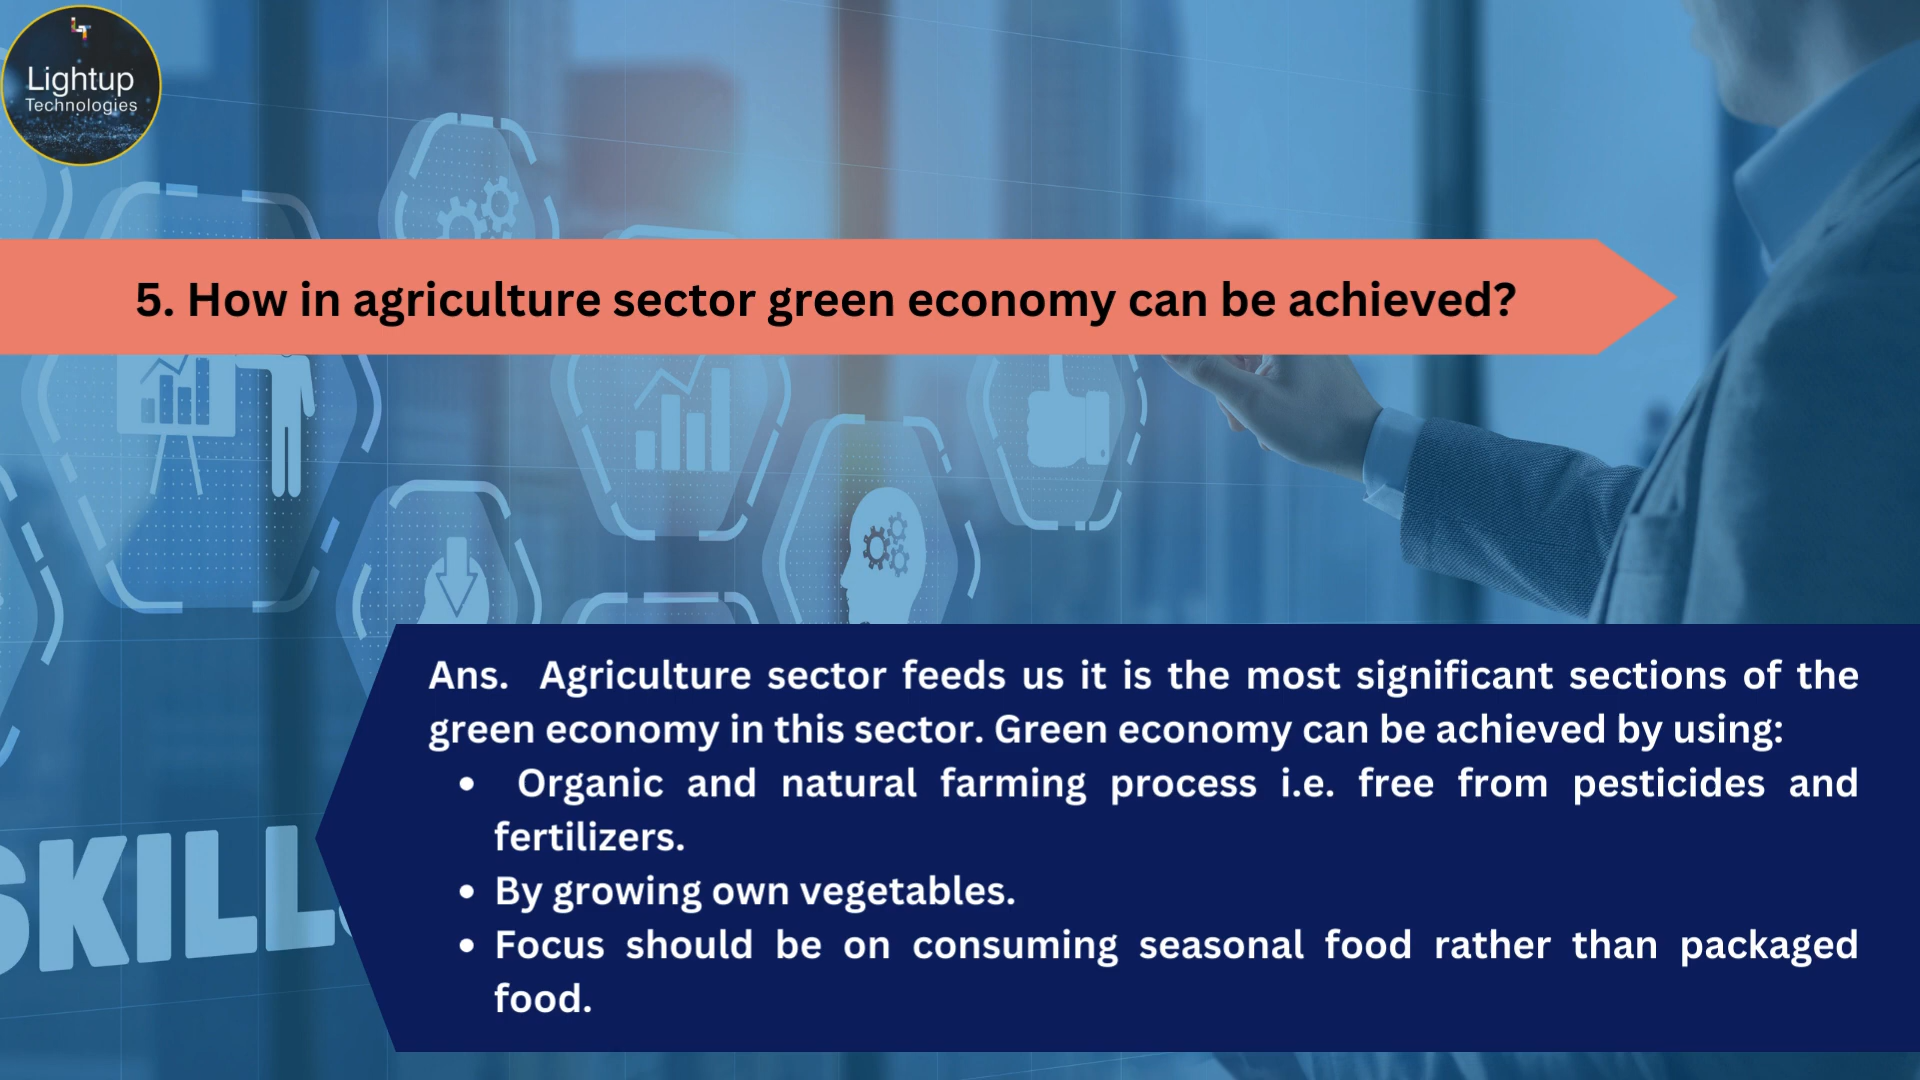 Lightup
Technologies
5. How in agriculture sector green economy can be achieved?
Ans. Agriculture sector feeds us it is the most significant sections of the
green economy in this sector. Green economy can be achieved by using:
• Organic and natural farming process i.e. free from pesticides and
fertilizers.
• By growing own vegetables.
• Focus should be on consuming seasonal food rather than packaged
food.
SKILL